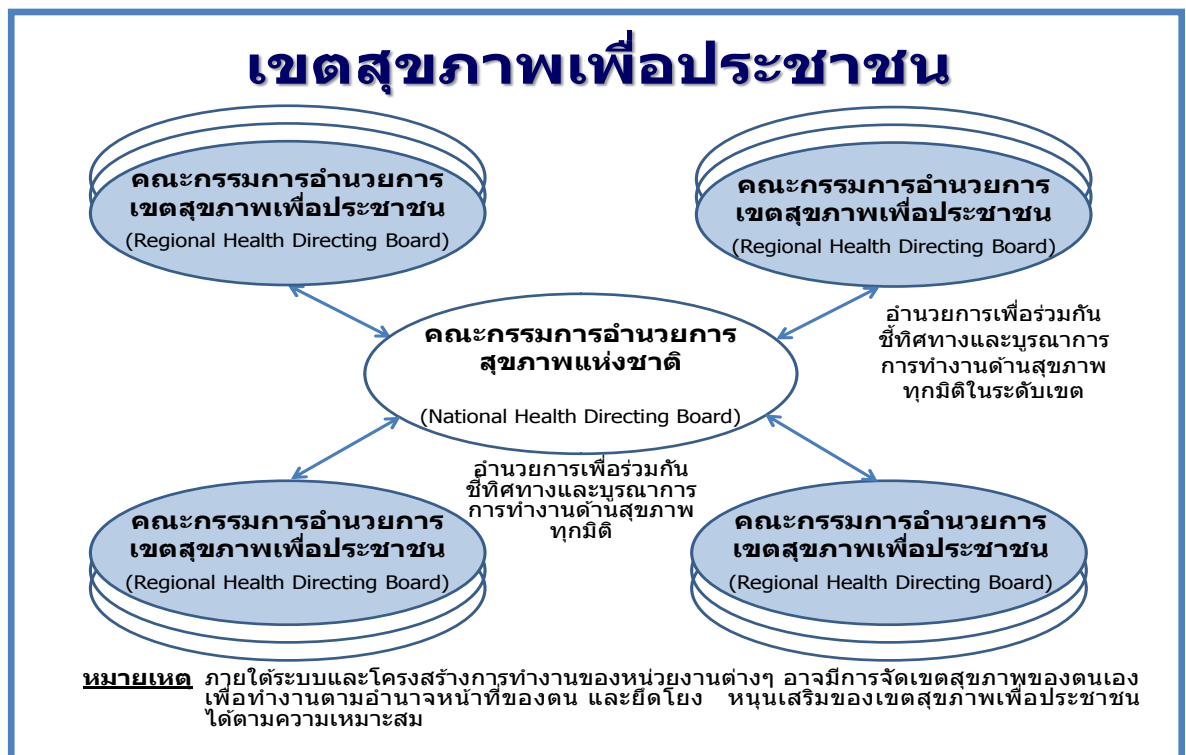 เขตสุขภาพเพื่อประชาชน
คณะกรรมการอำนวยการ
เขตสุขภาพเพื่อประชาชน
(Regional Health Directing Board)
คณะกรรมการอำนวยการ
เขตสุขภาพเพื่อประชาชน
(Regional Health Directing Board)
อำนวยการเพื่อร่วมกัน
ชี้ทิศทางและบูรณาการ
การทำงานด้านสุขภาพ
ทุกมิติในระดับเขต
คณะกรรมการอำนวยการ
สุขภาพแห่งชาติ
(National Health Directing Board)
อำนวยการเพื่อร่วมกัน
ชี้ทิศทางและบูรณาการ
การทำงานด้านสุขภาพ
ทุกมิติ
คณะกรรมการอำนวยการ
เขตสุขภาพเพื่อประชาชน
(Regional Health Directing Board)
คณะกรรมการอำนวยการ
เขตสุขภาพเพื่อประชาชน
(Regional Health Directing Board)
หมายเหตุ ภายใต้ระบบและโครงสร้างการทำงานของหน่วยงานต่างๆ อาจมีการจัดเขตสุขภาพของตนเอง
เพื่อทำงานตามอำนาจหน้าที่ของตน และยึดโยง หนุนเสริมของเขตสุขภาพเพื่อประชาชน
ได้ตามความเหมาะสม